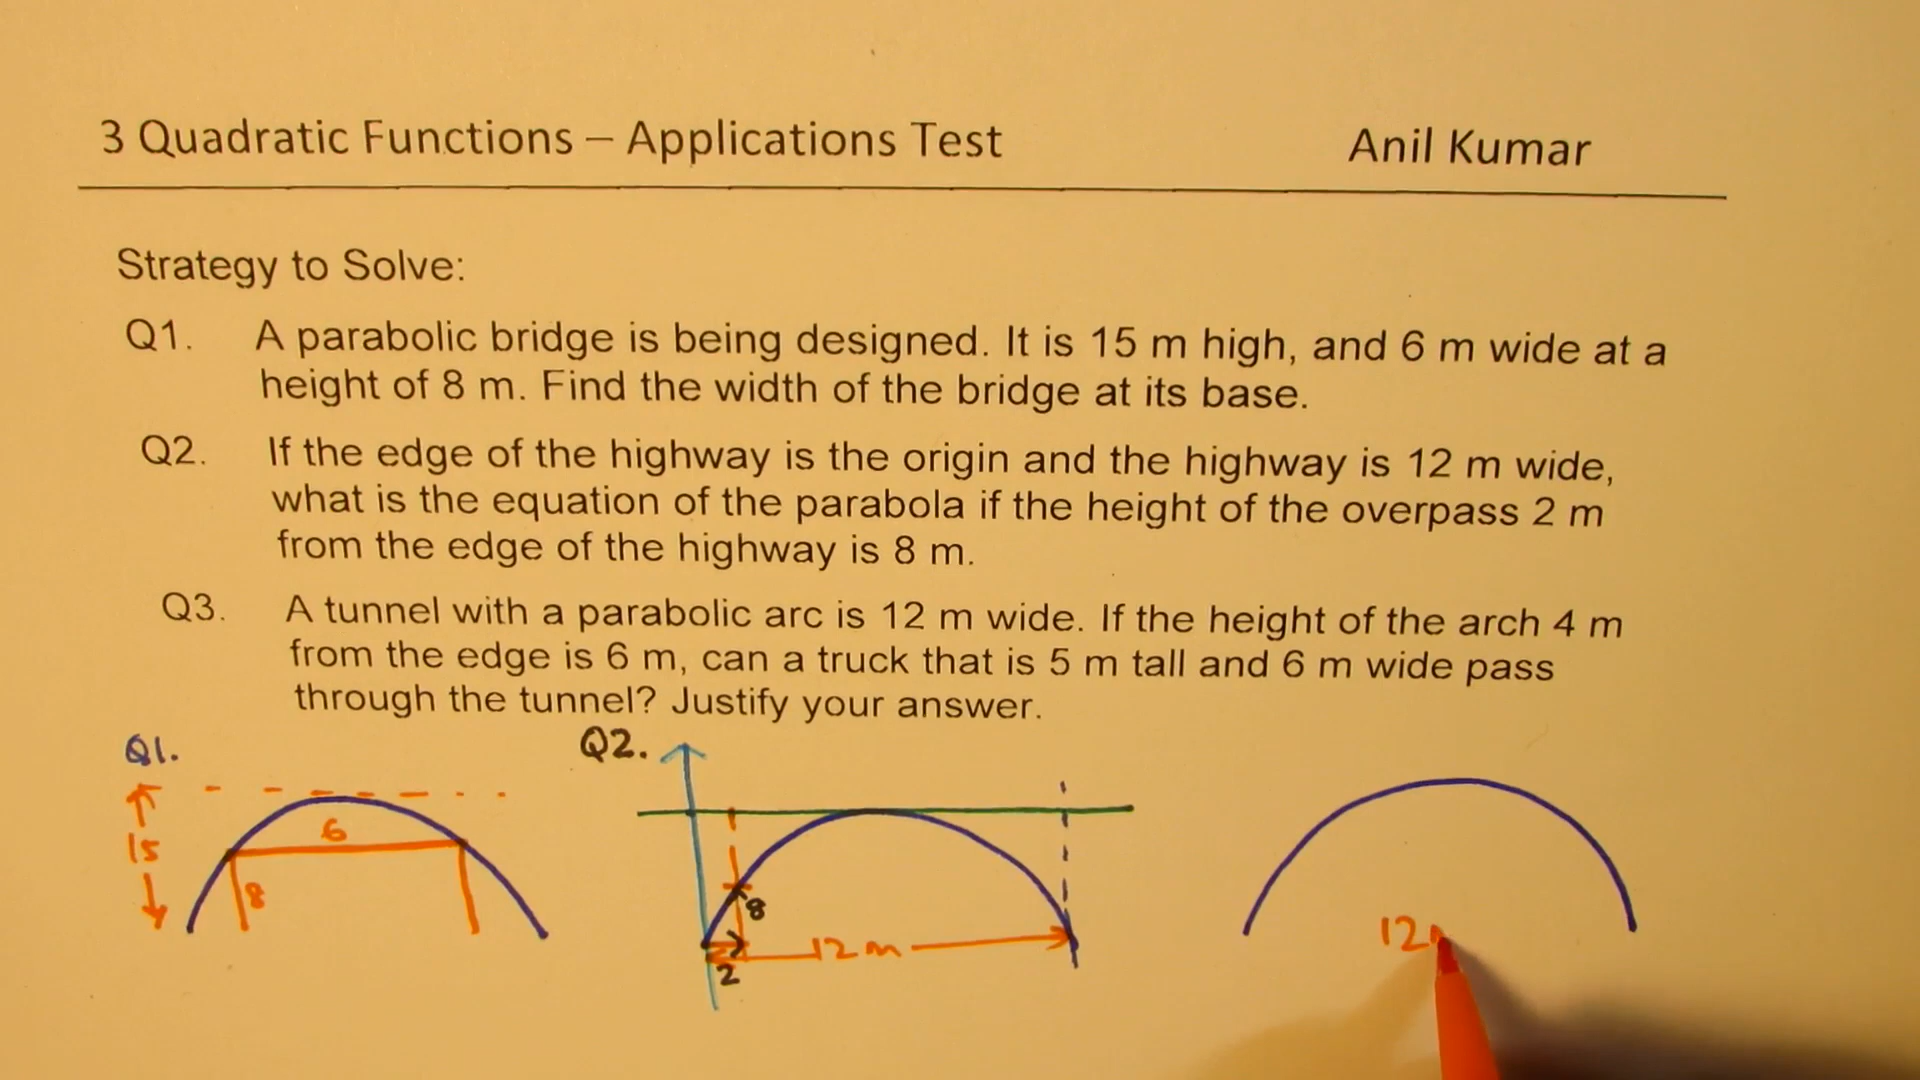 3 Quadratic Functions – Applications Test Anil Kumar
Strategy to Solve:
Q1. A parabolic bridge is being designed. It is 15 m high, and 6 m wide at a
height of 8 m. Find the width of the bridge at its base.
Q2. If the edge of the highway is the origin and the highway is 12 m wide,
what is the equation of the parabola if the height of the overpass 2 m
from the edge of the highway is 8 m.
Q3. A tunnel with a parabolic arc is 12 m wide. If the height of the arch 4 m
from the edge is 6 m, can a truck that is 5 m tall and 6 m wide pass
through the tunnel? Justify your answer.
Q1. Q2.
6
15
8 8
12 m 12
2